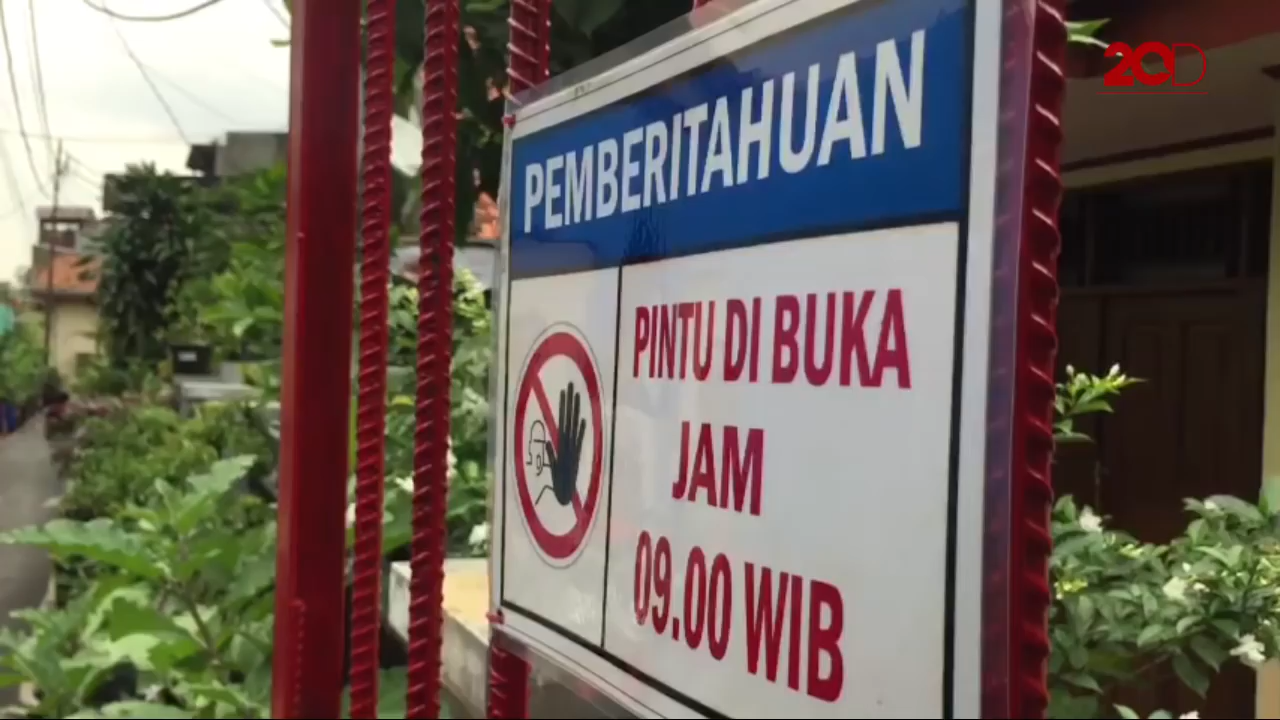 20D
PEMBERITAHUAN
PINTU DI BUKA
JAM
09.00 WIB